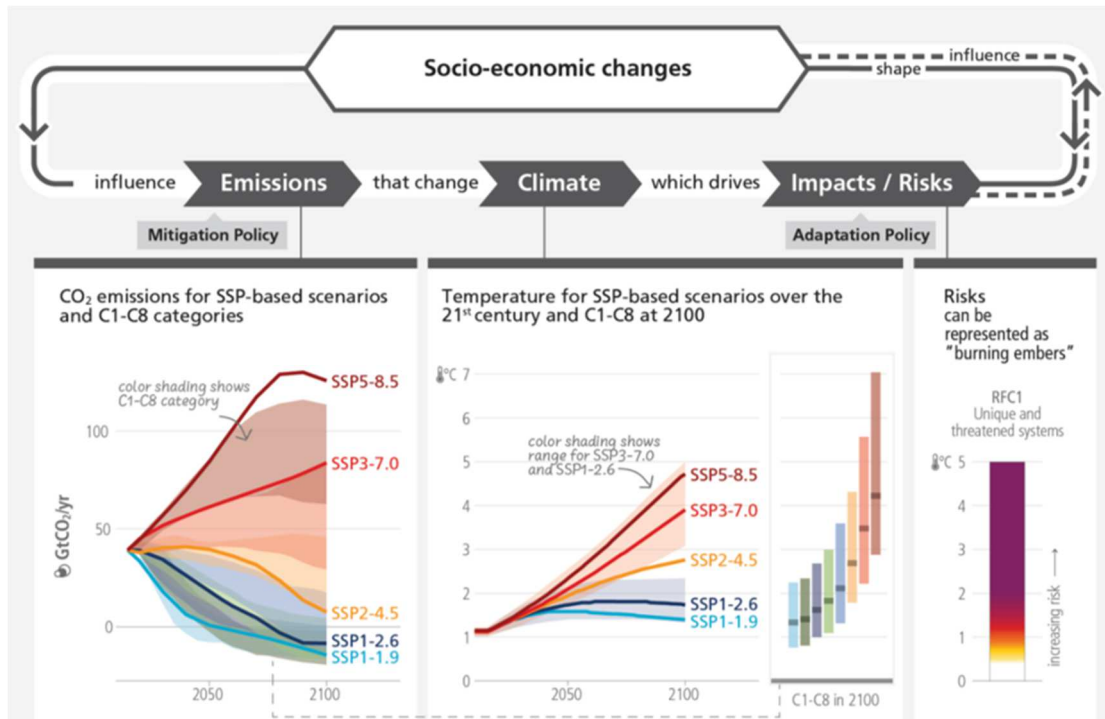 Socio-economic changes
influence
shape
influence
Emissions
that change
Climate
which drives
Impacts / Risks
Mitigation Policy
Adaptation Policy
CO₂ emissions for SSP-based scenarios
and C1-C8 categories
color shading shows
C1-C8 category
SSP5-8.5
100
SSP3-7.0
GtCO₂/yr
50
SSP2-4.5
0
SSP1-2.6
SSP1-1.9
2050
2100
Temperature for SSP-based scenarios over the
21st century and C1-C8 at 2100
°C 7
6
color shading shows
range for SSP3-7.0
and SSP1-2.6
5
SSP5-8.5
4
SSP3-7.0
3
SSP2-4.5
2
SSP1-2.6
SSP1-1.9
1
0
2050
2100
C1-C8 in 2100
Risks
can be
represented as
"burning embers"
RFC1
Unique and
threatened systems
°C 5
4
3
2
1
0
increasing risk